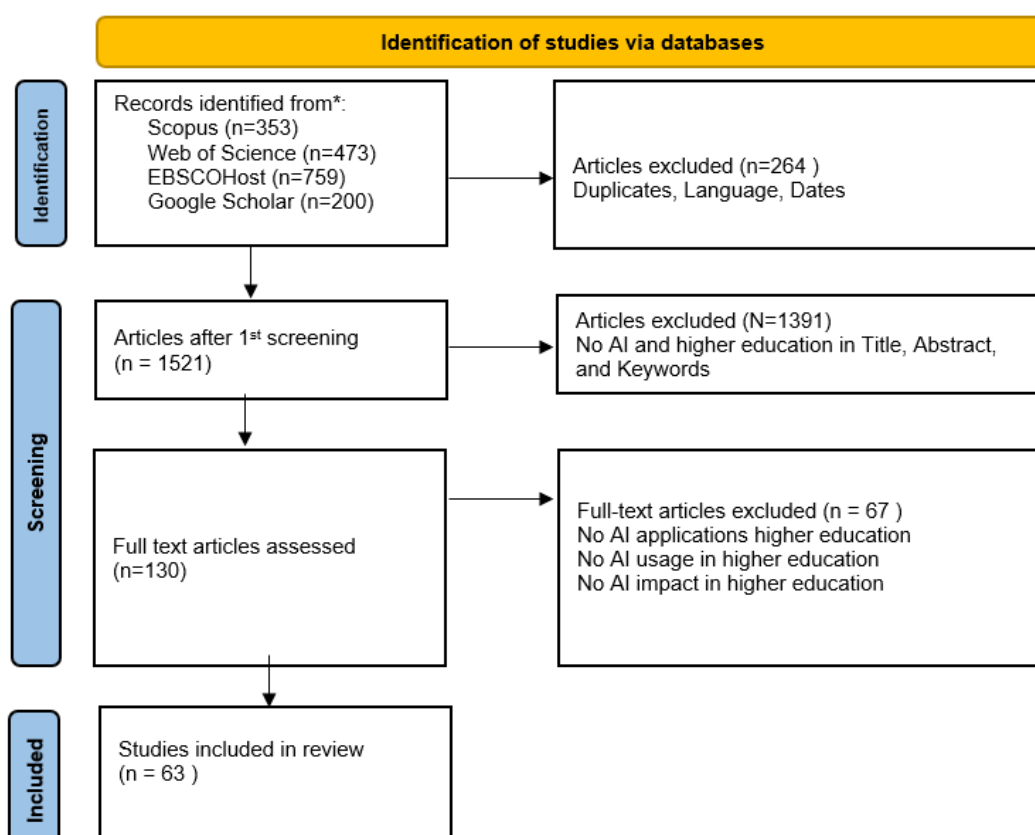 Identification of studies via databases
Identification
Records identified from*:
Scopus (n=353)
Web of Science (n=473)
EBSCOHost (n=759)
Google Scholar (n=200)
Articles excluded (n=264 )
Duplicates, Language, Dates
Screening
Articles after 1st screening
(n = 1521)
Articles excluded (N=1391)
No AI and higher education in Title, Abstract,
and Keywords
Full text articles assessed
(n=130)
Full-text articles excluded (n = 67 )
No AI applications higher education
No AI usage in higher education
No AI impact in higher education
Included
Studies included in review
(n = 63 )